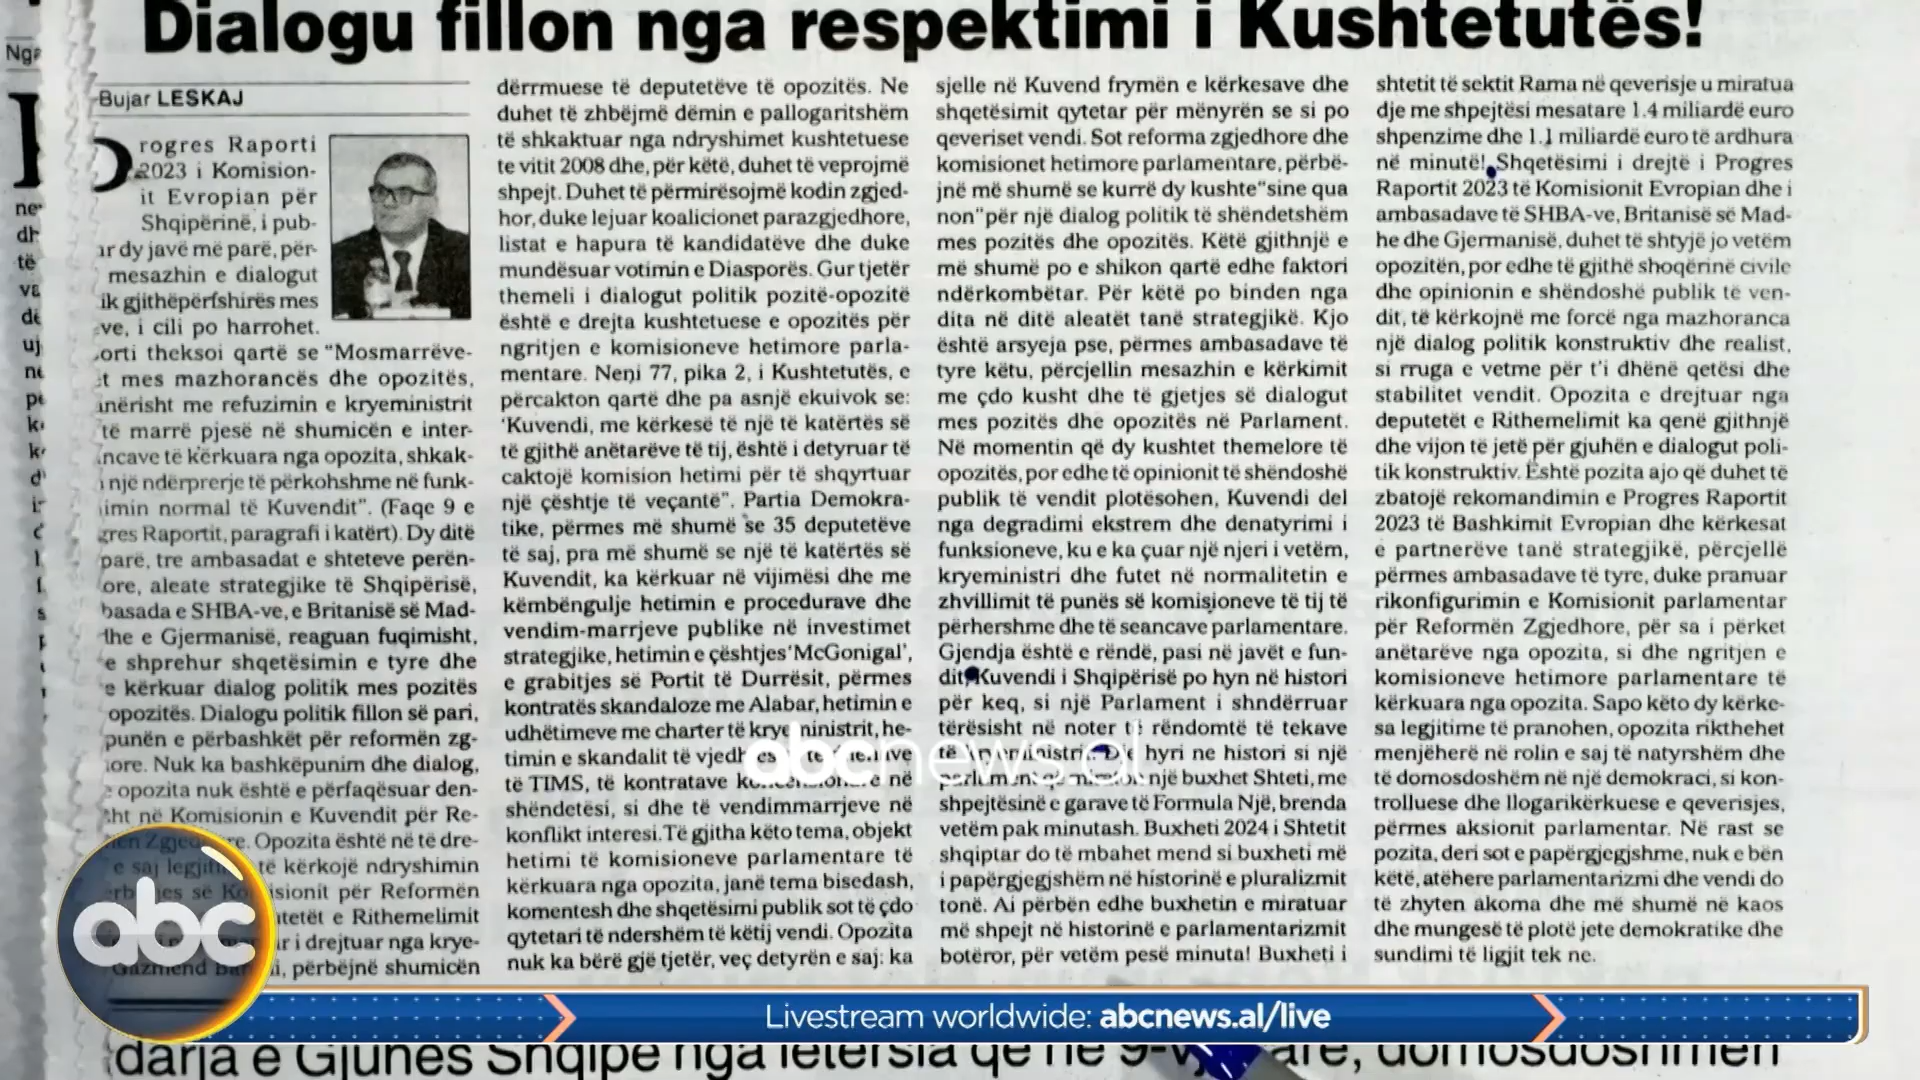 Dialogu fillon nga respektimi i Kushtetutës!
Bujar LESKAJ
Progres Raporti
2023 i Komision-
it Evropian për
Shqipërinë, i pub-
dy javë më parë, për-
mesazhin e dialogut
gjithëpërfshirës mes
i cili po harrohet.
theksoi qartë se "Mosmarrëve-
mes mazhorancës dhe opozitës,
me refuzimin e kryeministrit
të marrë pjesë në shumicën e inter-
të kërkuara nga opozita, shkak-
një ndërprerje të përkohshme në funk-
normal të Kuvendit". (Faqe 9 e
Raportit, paragrafi i katërt). Dy ditë
parë, tre ambasadat e shteteve perën-
aleate strategjike të Shqipërisë,
e SHBA-ve, e Britanisë së Mad-
e Gjermanisë, reaguan fuqimisht,
e shprehur shqetësimin e tyre dhe
e kërkuar dialog politik mes pozitës
opozitës. Dialogu politik fillon së pari,
punën e përbashkët për reformën zg-
Nuk ka bashkëpunim dhe dialog,
opozita nuk është e përfaqësuar den-
në Komisionin e Kuvendit për Re-
Opozita është në të dre-
e saj të kërkojë ndryshimin
së për Reformën
e Rithemelimit
i drejtuar nga krye-
Gazmend përbëjnë shumicën
dërrmuese të deputetëve të opozitës. Ne
duhet të zhbëjmë dëmin e pallogaritshëm
të shkaktuar nga ndryshimet kushtetuese
te vitit 2008 dhe, për këtë, duhet të veprojmë
shpejt. Duhet të përmirësojmë kodin zgjed-
hor, duke lejuar koalicionet parazgjedhore,
listat e hapura të kandidatëve dhe duke
mundësuar votimin e Diasporës. Gur tjetër
themeli i dialogut politik pozitë-opozitë
është e drejta kushtetuese e opozitës për
ngritjen e komisioneve hetimore parla-
mentare. Neni 77, pika 2, i Kushtetutës, e
përcakton qartë dhe pa asnjë ekuivok se:
'Kuvendi, me kërkesë të një të katërtës së
të gjithë anëtarëve të tij, është i detyruar të
caktojë komision hetimi për të shqyrtuar
një çështje të veçantë". Partia Demokra-
tike, përmes më shumë se 35 deputetëve
të saj, pra më shumë se një të katërtës së
Kuvendit, ka kërkuar në vijimësi dhe me
këmbëngulje hetimin e procedurave dhe
vendim-marrjeve publike në investimet
strategjike, hetimin e çështjes 'McGonigal',
e grabitjes së Portit të Durrësit, përmes
kontratës skandaloze me Alabar, hetimin e
udhëtimeve me charter të kryeministrit, he-
timin e skandalit të vjedhjes
të TIMS, të kontratave në
shëndetësi, si dhe të vendimmarrjeve në
konflikt interesi. Të gjitha këto tema, objekt
hetimi të komisioneve parlamentare të
kërkuara nga opozita, janë tema bisedash,
komentesh dhe shqetësimi publik sot të çdo
qytetari të ndershëm të këtij vendi. Opozita
nuk ka bërë gjë tjetër, veç detyrën e saj: ka
sjelle në Kuvend frymën e kërkesave dhe
shqetësimit qytetar për mënyrën se si po
qeveriset vendi. Sot reforma zgjedhore dhe
komisionet hetimore parlamentare, përbë-
jnë më shumë se kurrë dy kushte "sine qua
non" për një dialog politik të shëndetshëm
mes pozitës dhe opozitës. Këtë gjithnjë e
më shumë po e shikon qartë edhe faktori
ndërkombëtar. Për këtë po binden nga
dita në ditë aleatët tanë strategjikë. Kjo
është arsyeja pse, përmes ambasadave të
tyre këtu, përcjellin mesazhin e kërkimit
me çdo kusht dhe të gjetjes së dialogut
mes pozitës dhe opozitës në Parlament.
Në momentin që dy kushtet themelore të
opozitës, por edhe të opinionit të shëndoshë
publik të vendit plotësohen, Kuvendi del
nga degradimi ekstrem dhe denatyrimi i
funksioneve, ku e ka çuar një njeri i vetëm,
kryeministri dhe futet në normalitetin e
zhvillimit të punës së komisioneve të tij të
përhershme dhe të seancave parlamentare.
Gjendja është e rëndë, pasi në javët e fun-
dit, Kuvendi i Shqipërisë po hyn në histori
për keq, si një Parlament i shndërruar
tërësisht në noter të rëndomtë të tekave
të kryeministrit. Dje hyri ne histori si një
një buxhet Shteti, me
shpejtësinë e garave të Formula Një, brenda
vetëm pak minutash. Buxheti 2024 i Shtetit
shqiptar do të mbahet mend si buxheti më
i papërgjegjshëm në historinë e pluralizmit
tonë. Ai përbën edhe buxhetin e miratuar
më shpejt në historinë e parlamentarizmit
botëror, për vetëm pesë minuta! Buxheti i
shtetit të sektit Rama në qeverisje u miratua
dje me shpejtësi mesatare 1.4 miliardë euro
shpenzime dhe 1.1 miliardë euro të ardhura
në minutë! Shqetësimi i drejtë i Progres
Raportit 2023 të Komisionit Evropian dhe i
ambasadave të SHBA-ve, Britanisë së Mad-
he dhe Gjermanisë, duhet të shtyjë jo vetëm
opozitën, por edhe të gjithë shoqërinë civile
dhe opinionin e shëndoshë publik të ven-
dit, të kërkojnë me forcë nga mazhoranca
një dialog politik konstruktiv dhe realist,
si rruga e vetme për t'i dhënë qetësi dhe
stabilitet vendit. Opozita e drejtuar nga
deputetët e Rithemelimit ka qenë gjithnjë
dhe vijon të jetë për gjuhën e dialogut poli-
tik konstruktiv. Është pozita ajo që duhet të
zbatojë rekomandimin e Progres Raportit
2023 të Bashkimit Evropian dhe kërkesat
e partnerëve tanë strategjikë, përcjellë
përmes ambasadave të tyre, duke pranuar
rikonfigurimin e Komisionit parlamentar
për Reformën Zgjedhore, për sa i përket
anëtarëve nga opozita, si dhe ngritjen e
komisioneve hetimore parlamentare të
kërkuara nga opozita. Sapo këto dy kërke-
sa legjitime të pranohen, opozita rikthehet
menjëherë në rolin e saj të natyrshëm dhe
të domosdoshëm në një demokraci, si kon-
trolluese dhe llogarikërkuese e qeverisjes,
përmes aksionit parlamentar. Në rast se
pozita, deri sot e papërgjegjshme, nuk e bën
këtë, atëhere parlamentarizmi dhe vendi do
të zhyten akoma dhe më shumë në kaos
dhe mungesë të plotë jete demokratike dhe
sundimi të ligjit tek ne.
abcnews.al
abc
Livestream worldwide: abcnews.al/live
darja e Gjuhës Shqipe nga letërsia që në domosdoshmëri